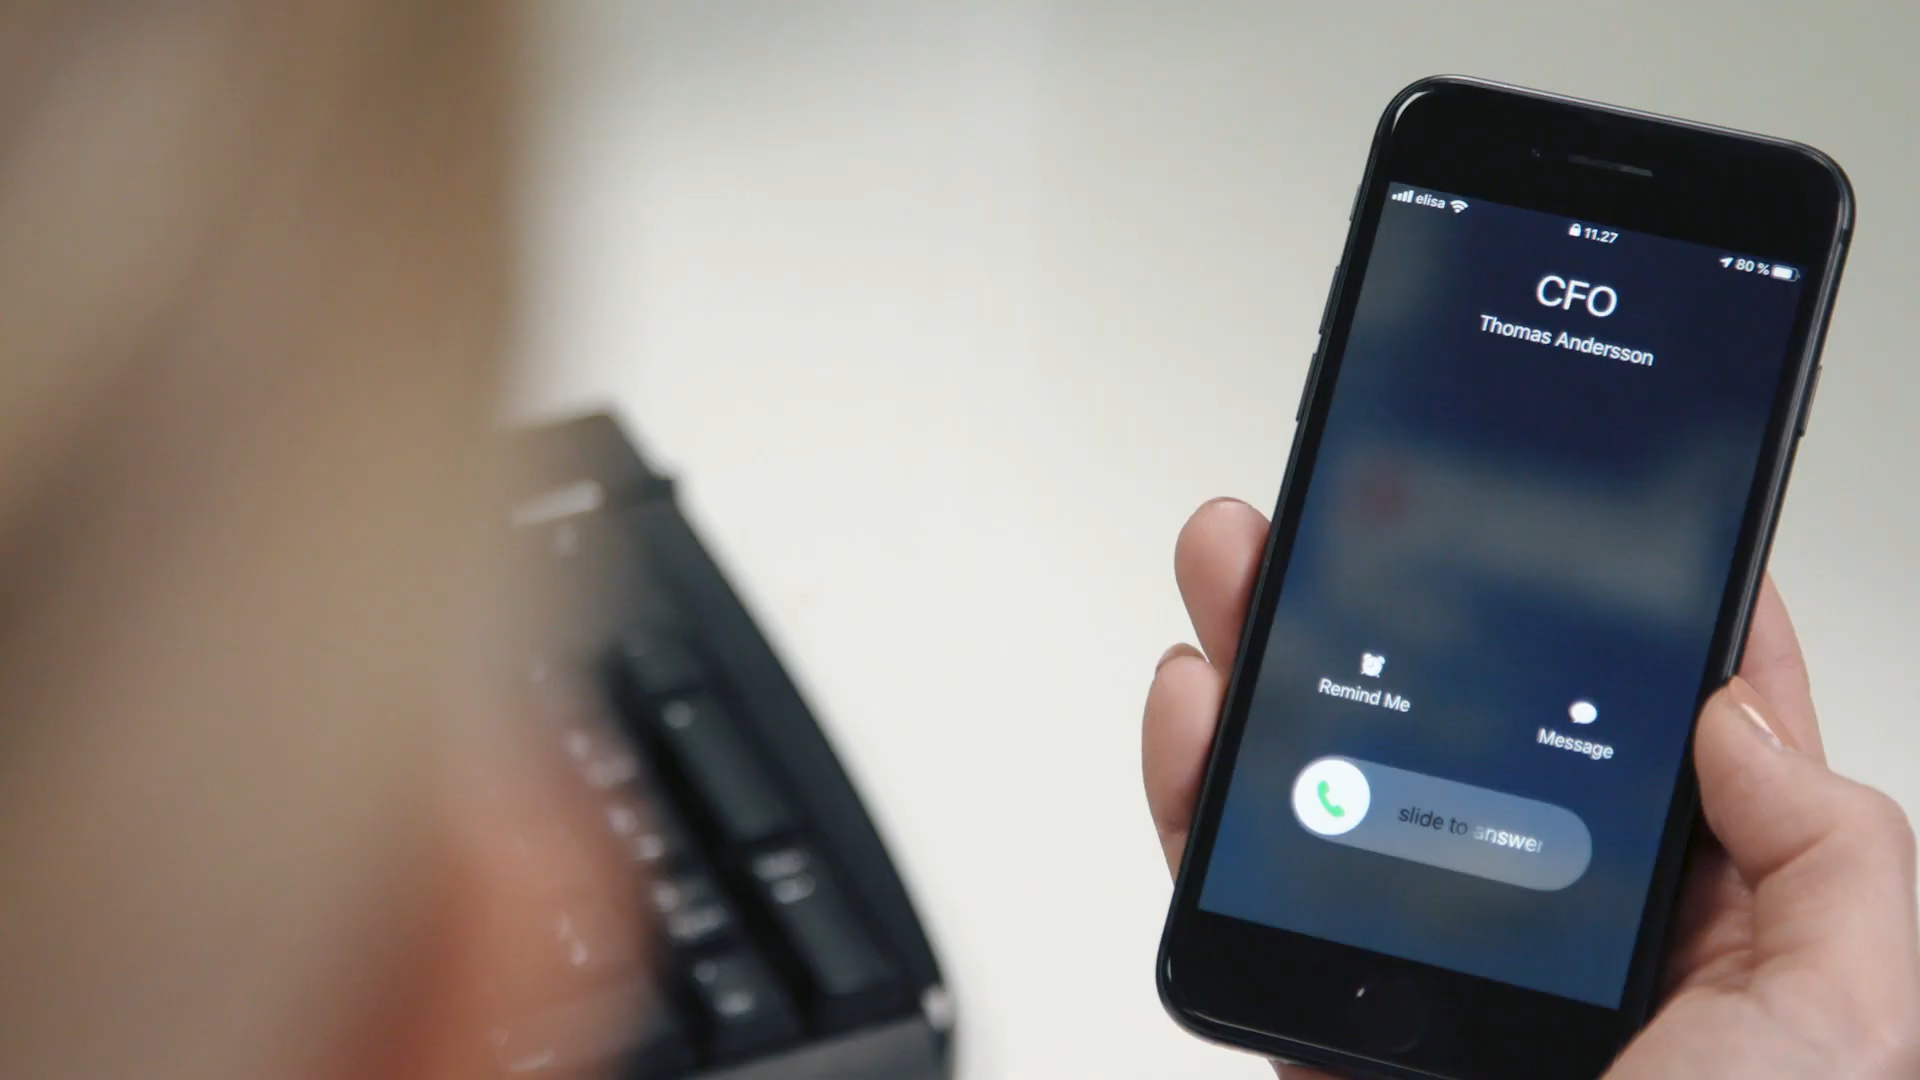 elisa
11.27
80 %
CFO
Thomas Andersson
Remind Me
Message
slide to answer